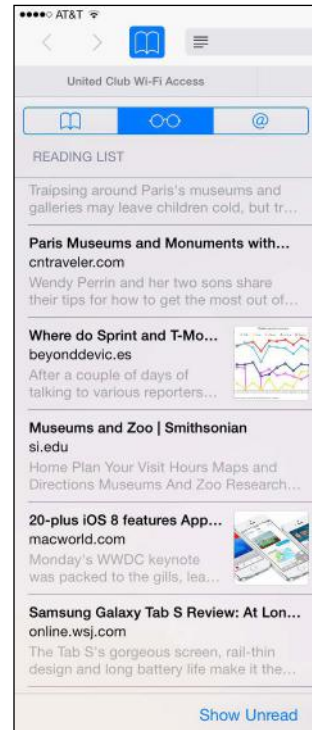 AT&T
United Club Wi-Fi Access
@
READING LIST
Traipsing around Paris's museums and
galleries may leave children cold, but tr...
Paris Museums and Monuments with...
cntraveler.com
Wendy Perrin and her two sons share
their tips for how to get the most out of...
Where do Sprint and T-Mo...
beyonddevic.es
After a couple of days of
talking to various reporters...
Museums and Zoo | Smithsonian
si.edu
Home Plan Your Visit Hours Maps and
Directions Museums And Zoo Research...
20-plus iOS 8 features App...
macworld.com
Monday's WWDC keynote
was packed to the gills, lea...
Samsung Galaxy Tab S Review: At Lon...
online.wsj.com
The Tab S's gorgeous screen, rail-thin
design and long battery life make it the...
Show Unread